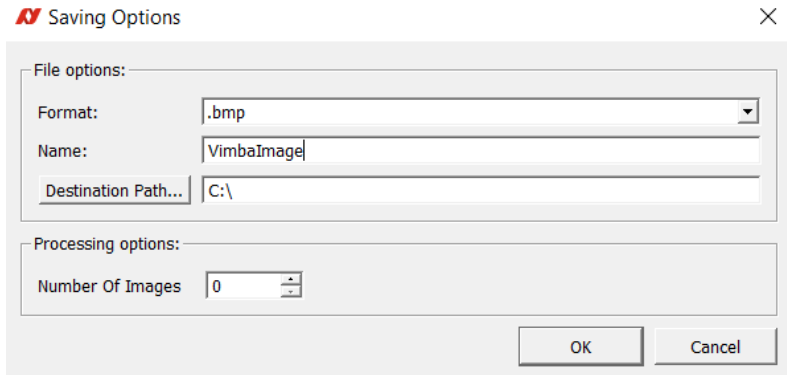 Saving Options
File options:
Format: .bmp
Name: VimbaImage
Destination Path... C:\
Processing options:
Number Of Images 0
OK Cancel